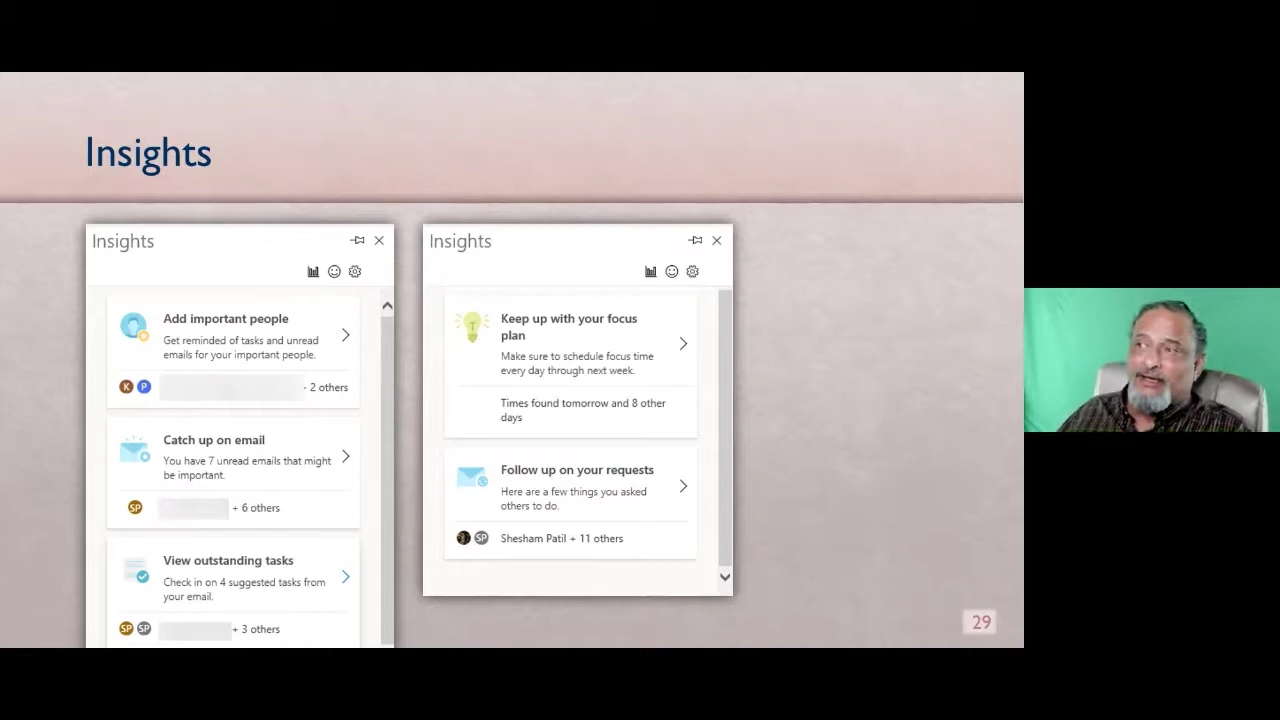 Insights
Insights
Add important people
Get reminded of tasks and unread
emails for your important people.
K P - 2 others
Catch up on email
You have 7 unread emails that might
be important.
SP + 6 others
View outstanding tasks
Check in on 4 suggested tasks from
your email.
SP SP + 3 others
Insights
Keep up with your focus
plan
Make sure to schedule focus time
every day through next week.
Times found tomorrow and 8 other
days
Follow up on your requests
Here are a few things you asked
others to do.
SP Shesham Patil + 11 others
29